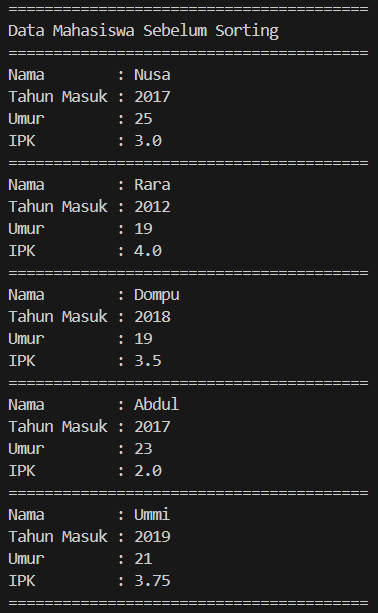 ========================================
Data Mahasiswa Sebelum Sorting
========================================
Nama        : Nusa
Tahun Masuk : 2017
Umur        : 25
IPK         : 3.0
========================================
Nama        : Rara
Tahun Masuk : 2012
Umur        : 19
IPK         : 4.0
========================================
Nama        : Dompu
Tahun Masuk : 2018
Umur        : 19
IPK         : 3.5
========================================
Nama        : Abdul
Tahun Masuk : 2017
Umur        : 23
IPK         : 2.0
========================================
Nama        : Ummi
Tahun Masuk : 2019
Umur        : 21
IPK         : 3.75
========================================